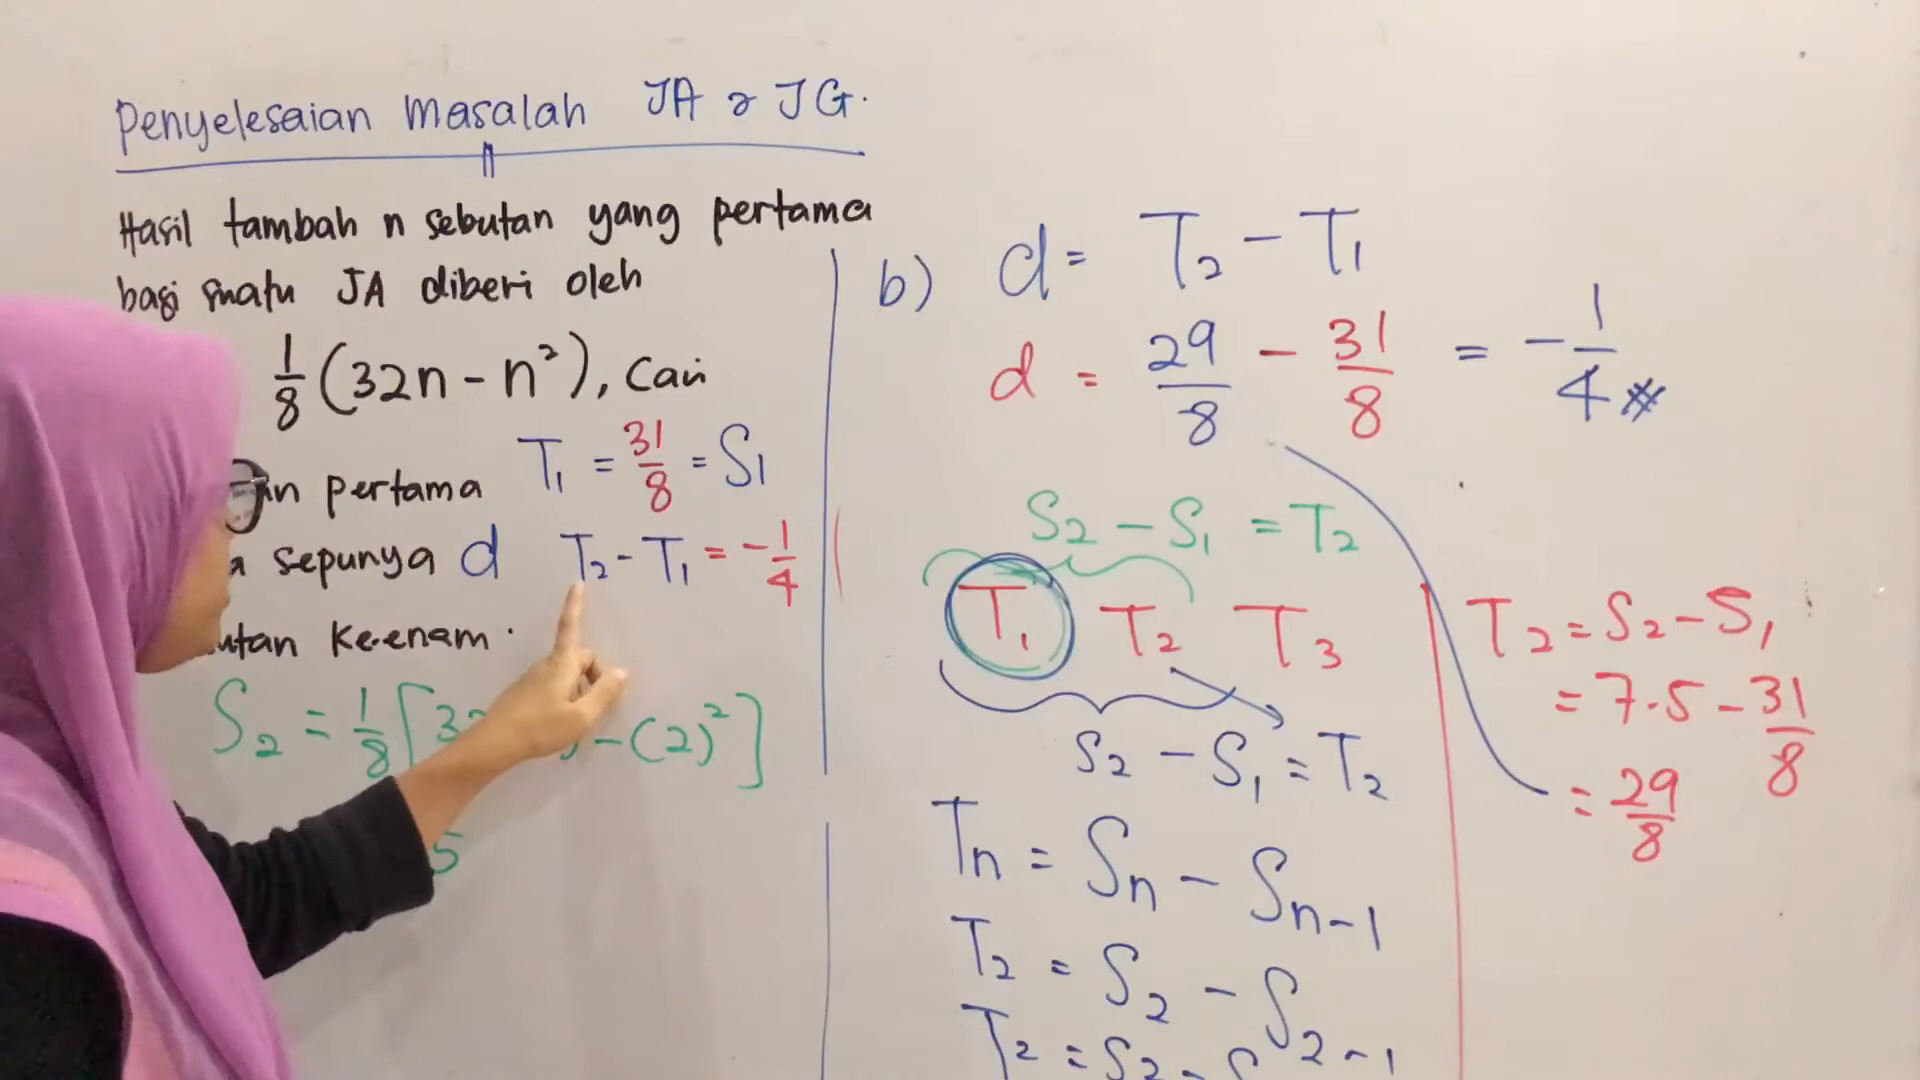 Penyelesaian Masalah JA & JG.
Hasil tambah n sebutan yang pertama
bagi suatu JA diberi oleh
1/8 (32n - n²), Cari
pertama T₁ = 31/8 = S₁
sepunya d T₂ - T₁ = -1/4
Ke-enam.
S₂ = 1/8 [ - (2)²]
5
b) d = T₂ - T₁
d = 29/8 - 31/8 = -1/4 #
S₂ - S₁ = T₂
T₁ T₂ T₃
S₂ - S₁ = T₂
Tn = Sn - Sn-1
T₂ = S₂ - S₂-1
T₂ = S₂ - S
T₂ = S₂ - S₁
= 7.5 - 31/8
= 29/8